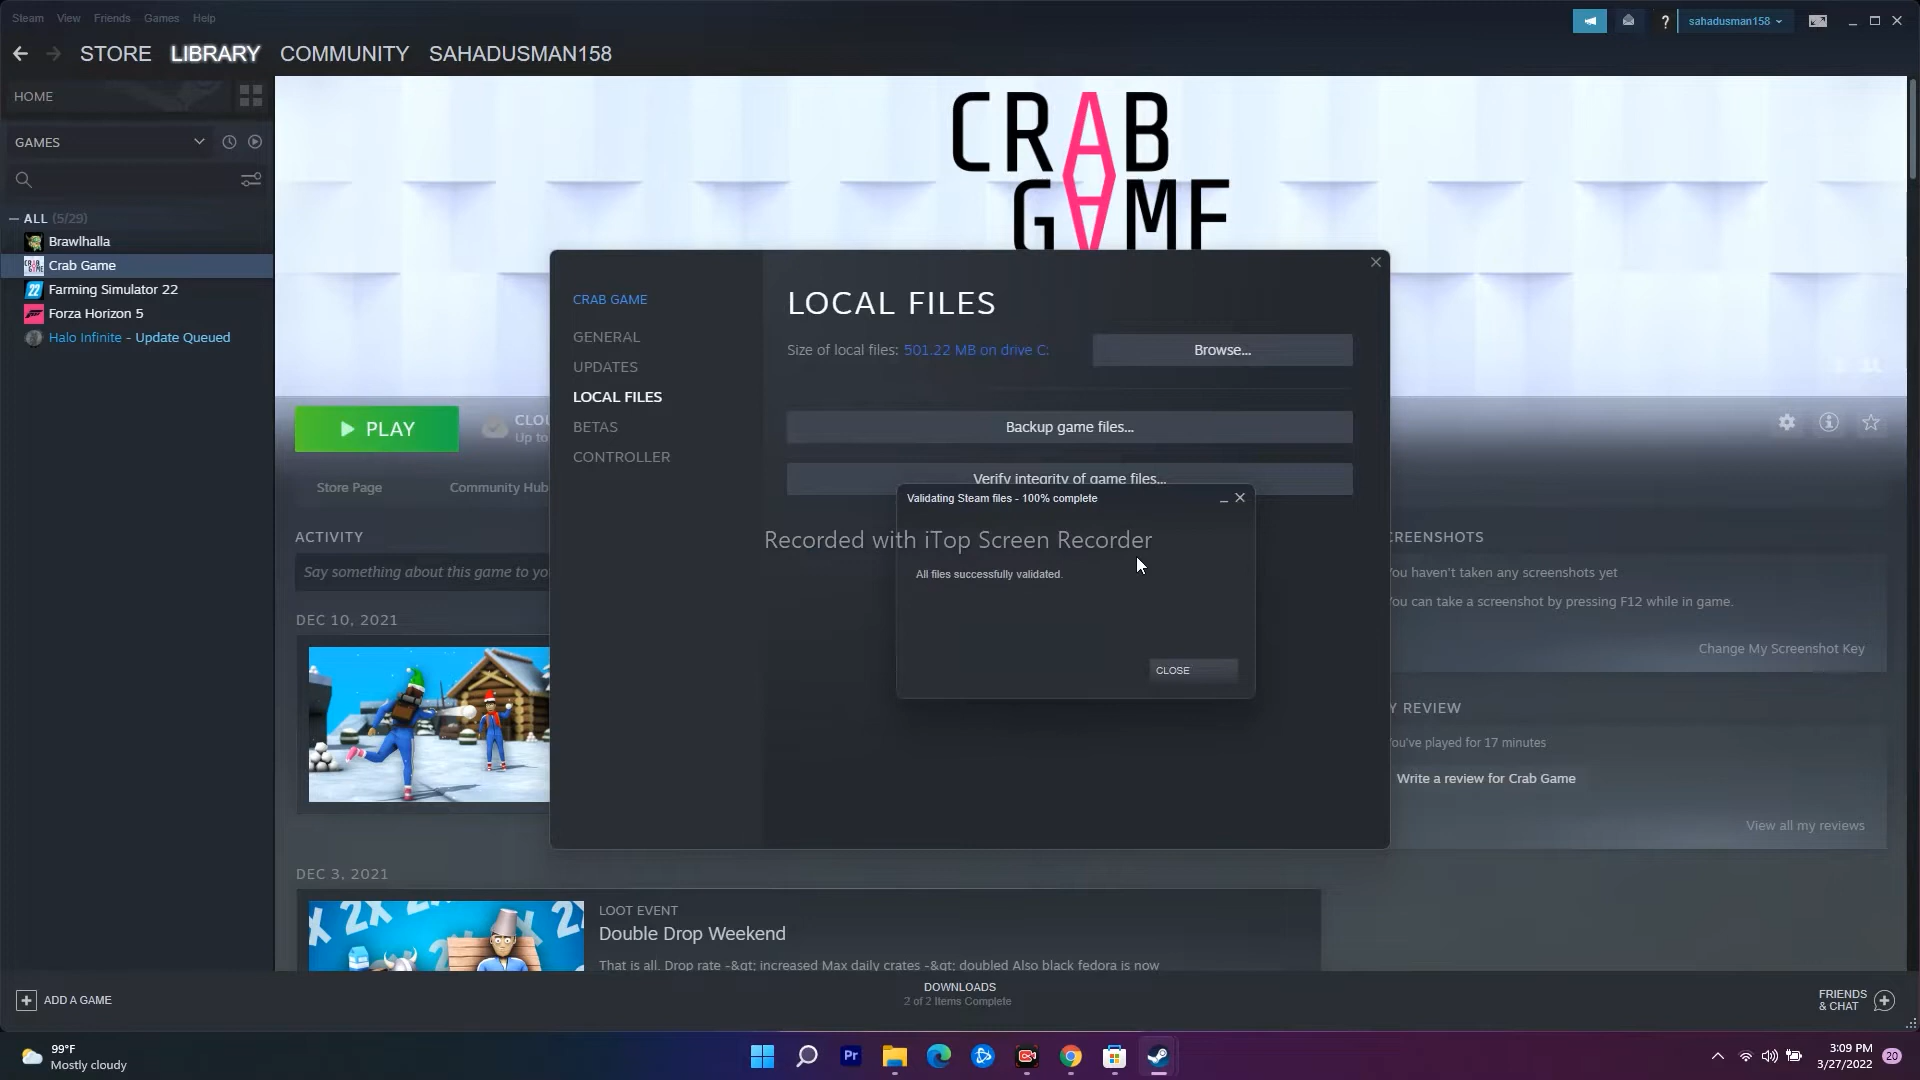 Steam View Friends Games Help
? sahadusman158
STORE LIBRARY COMMUNITY SAHADUSMAN158
HOME
GAMES
ALL (5/29)
Brawlhalla
Crab Game
Farming Simulator 22
Forza Horizon 5
Halo Infinite - Update Queued
CRAB
GAME
CRAB GAME
GENERAL
UPDATES
LOCAL FILES
BETAS
CONTROLLER
LOCAL FILES
Size of local files: 501.22 MB on drive C:
Browse...
Backup game files...
Verify integrity of game files...
Validating Steam files - 100% complete
Recorded with iTop Screen Recorder
All files successfully validated.
CLOSE
PLAY
CLOU
Up to
Store Page
Community Hub
ACTIVITY
Say something about this game to yo
DEC 10, 2021
DEC 3, 2021
2X
2X
LOOT EVENT
Double Drop Weekend
That is all. Drop rate -&gt; increased Max daily crates -&gt; doubled Also black fedora is now
CREENSHOTS
You haven't taken any screenshots yet
You can take a screenshot by pressing F12 while in game.
Change My Screenshot Key
Y REVIEW
You've played for 17 minutes
Write a review for Crab Game
View all my reviews
ADD A GAME
DOWNLOADS
2 of 2 Items Complete
FRIENDS
& CHAT
99°F
Mostly cloudy
Pr
3:09 PM
3/27/2022
20